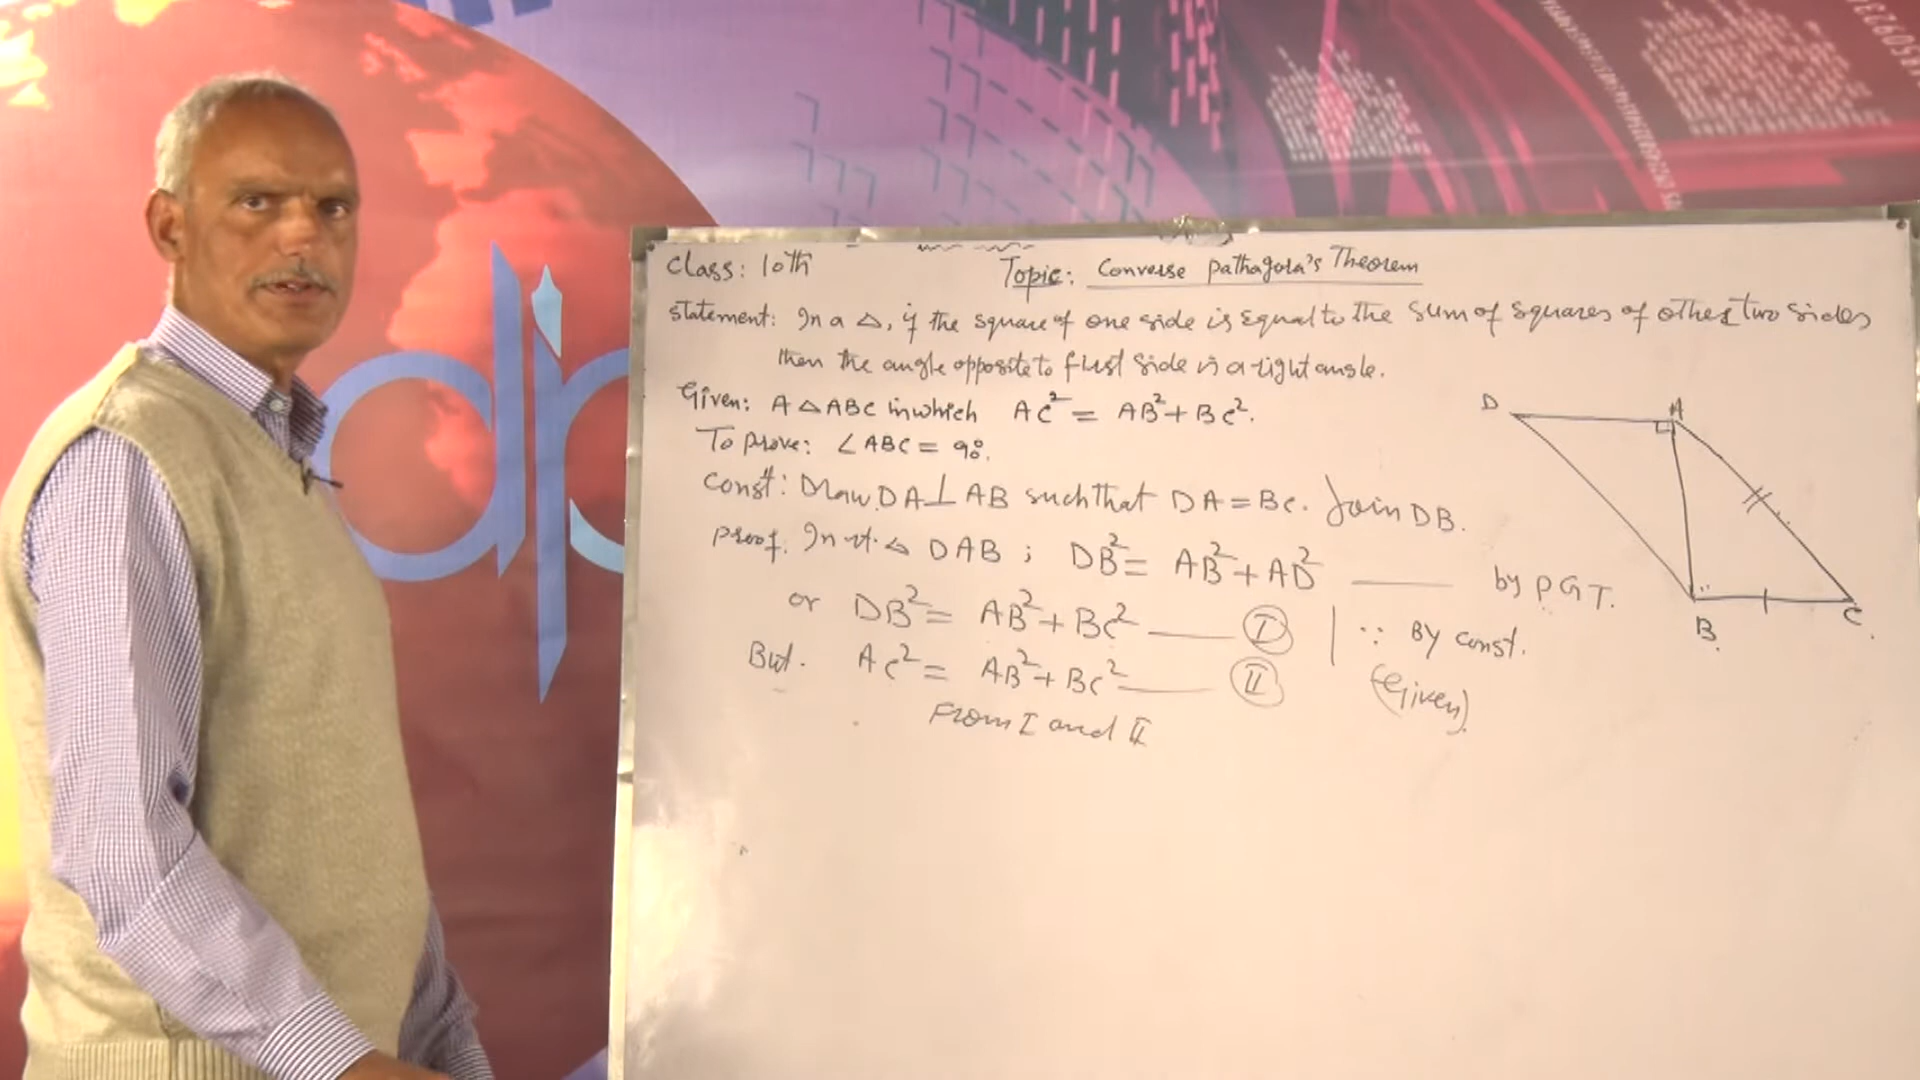 Class: 10th
Topic: Converse Pathagora's Theorem
Statement: In a △, if the square of one side is equal to the sum of squares of other two sides
then the angle opposite to first side is a right angle.
Given: A △ABC in which AC² = AB² + BC².
To prove: ∠ABC = 90°.
Const: Draw DA ⊥ AB such that DA = BC. Join DB.
Proof: In rt. △ DAB ; DB² = AB² + AD² — by PGT.
or DB² = AB² + BC² — I | ∵ By const.
But AC² = AB² + BC² — II (Given)
From I and II
D A
B C
dp